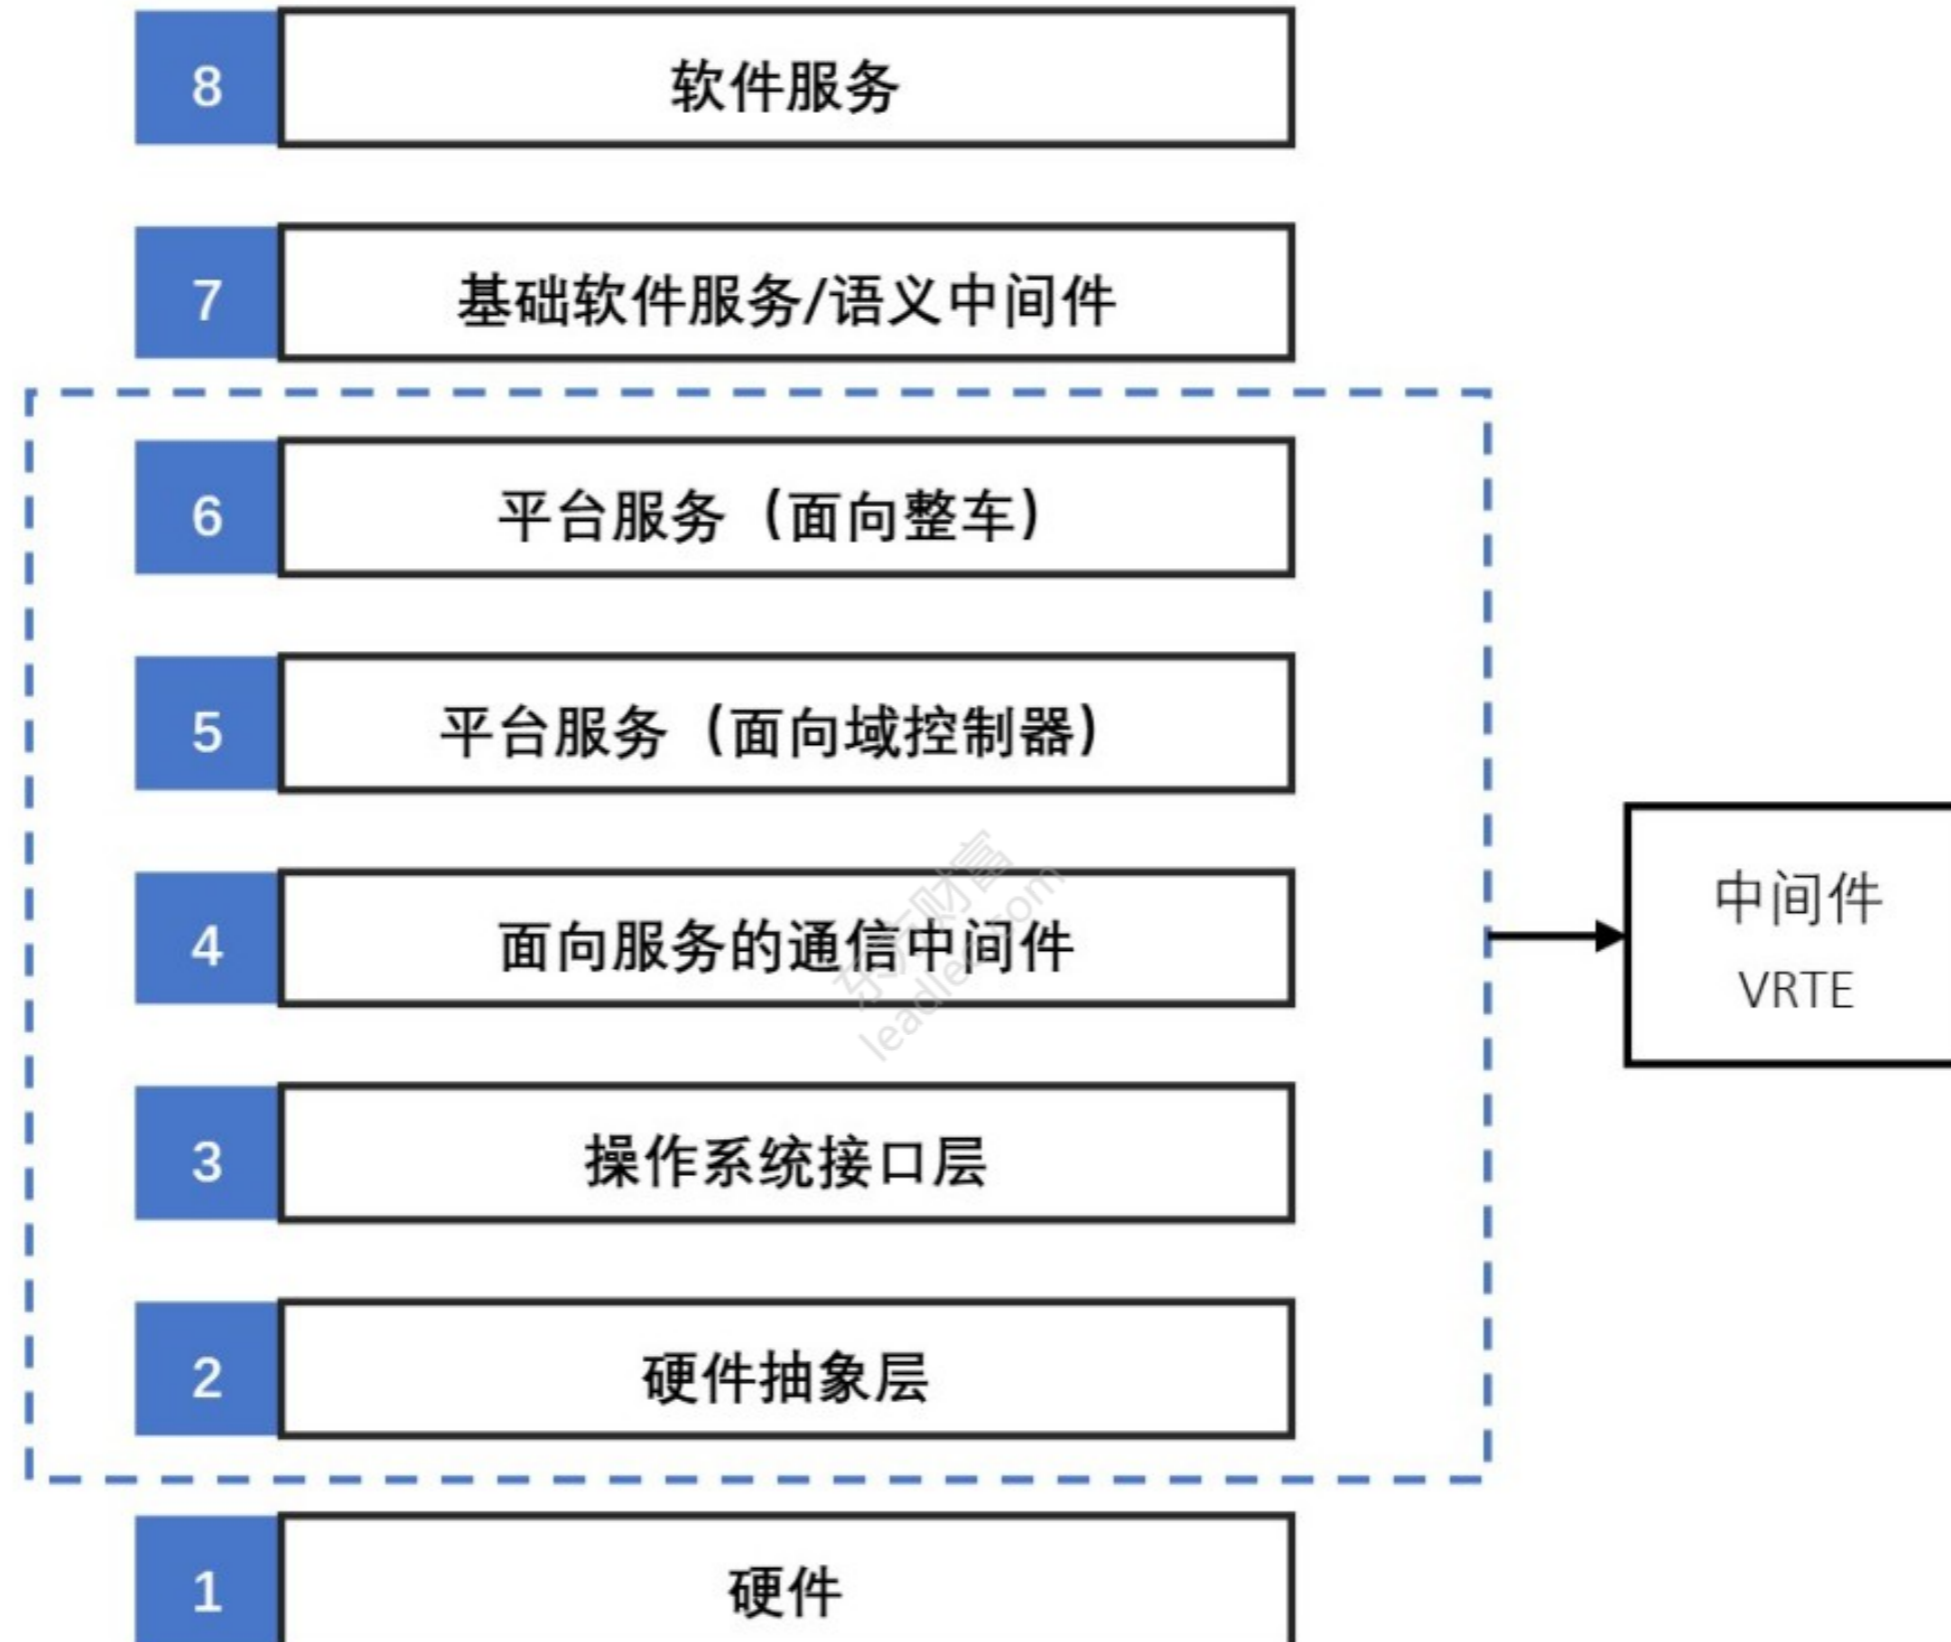 8 软件服务
7 基础软件服务/语义中间件
6 平台服务（面向整车）
5 平台服务（面向域控制器）
4 面向服务的通信中间件
中间件
VRTE
3 操作系统接口层
2 硬件抽象层
1 硬件
leadleo.com